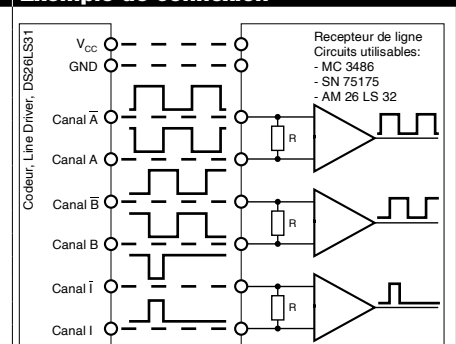 Exemple de connexion
Codeur, Line Driver, DS26LS31
V_CC
GND
Canal A̅
Canal A
Canal B̅
Canal B
Canal I̅
Canal I
Recepteur de ligne
Circuits utilisables:
- MC 3486
- SN 75175
- AM 26 LS 32
R
R
R